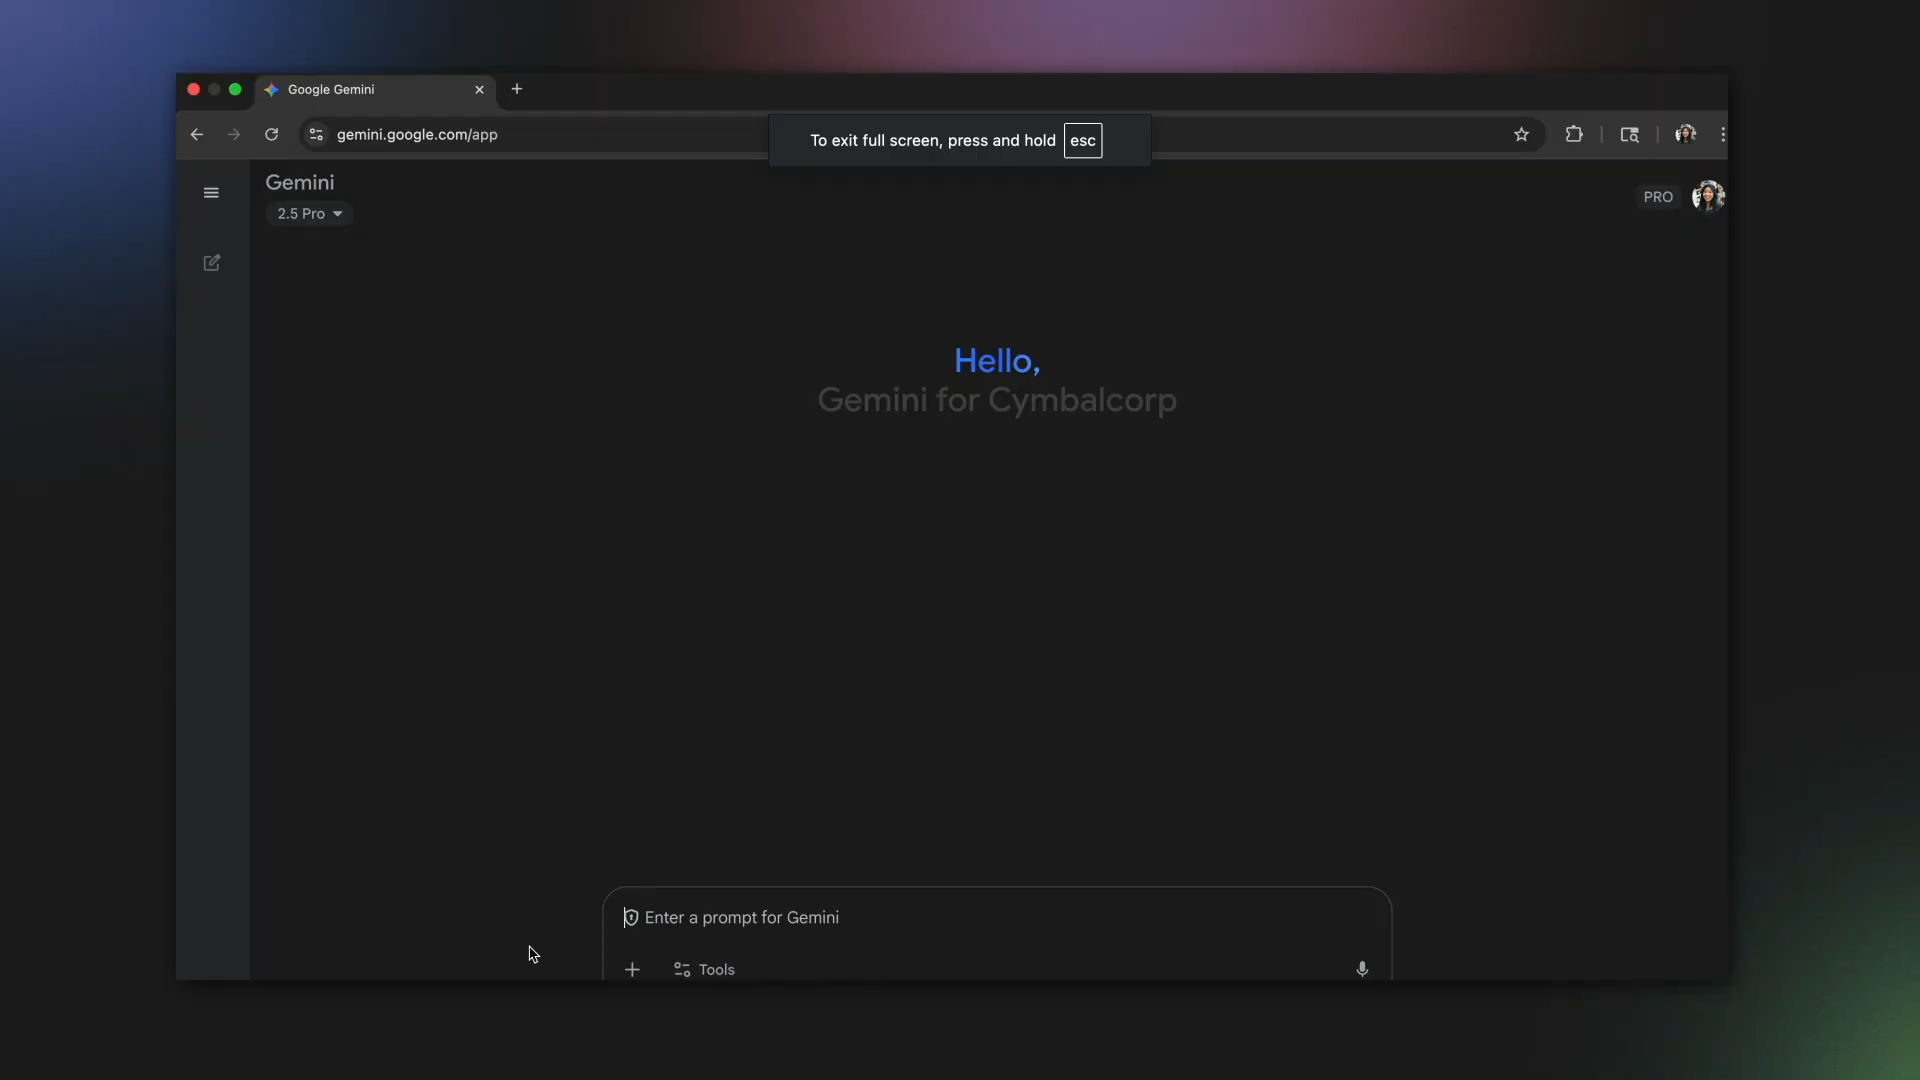 Google Gemini
gemini.google.com/app
To exit full screen, press and hold esc
Gemini
2.5 Pro
PRO
Hello,
Gemini for Cymbalcorp
Enter a prompt for Gemini
Tools